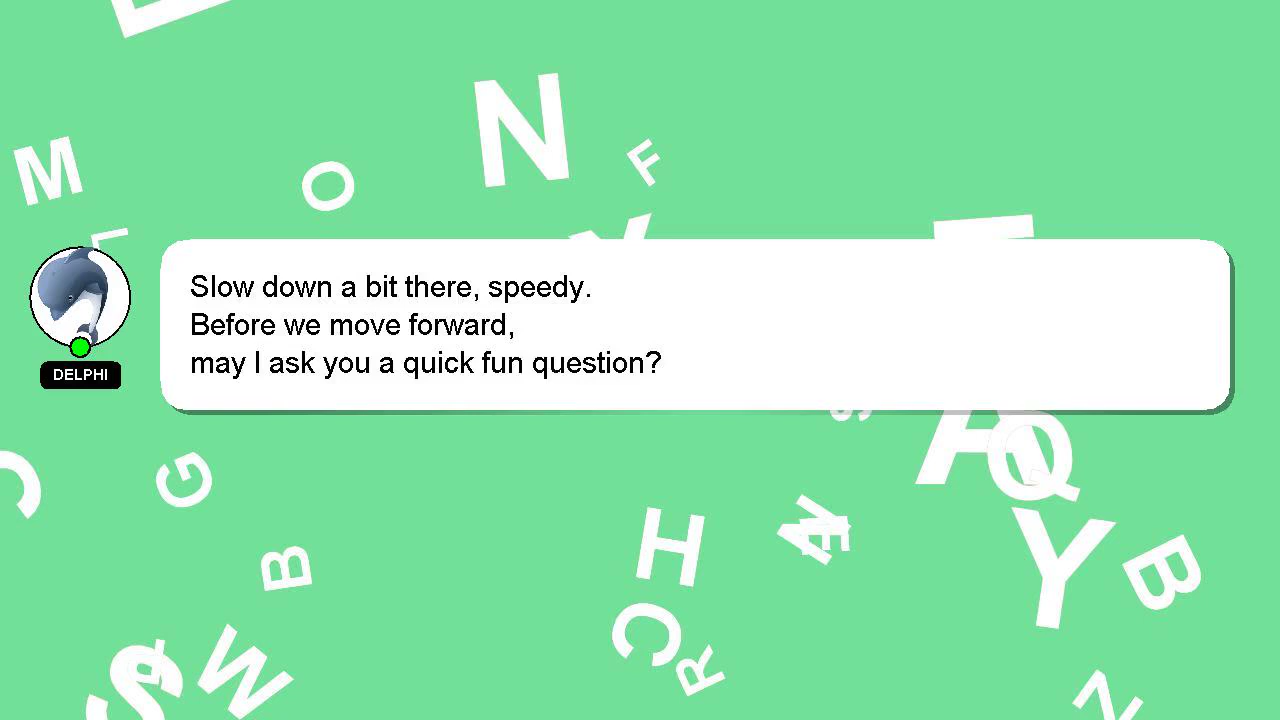 N
M
O
F
L
DELPHI
Slow down a bit there, speedy.
Before we move forward,
may I ask you a quick fun question?
S
A
Q
C
G
N
E
H
Y
B
B
C
R
W
S
Z